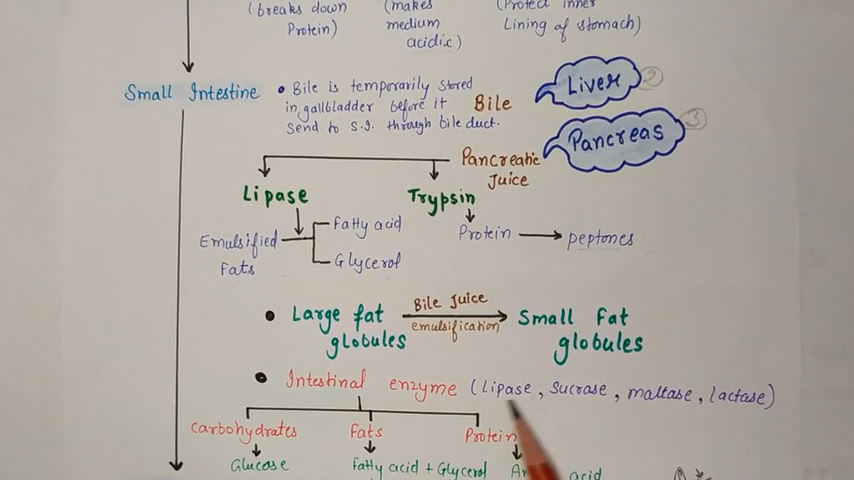 (breaks down (makes (Protect inner
Protein) medium Lining of stomach)
acidic)
Small Intestine • Bile is temporarily stored Liver 2
in gallbladder before it Bile
Send to S.I. through bile duct.
Pancreas 3
Pancreatic
Juice
Lipase Trypsin
Emulsified Fatty acid Protein → peptones
Fats Glycerol
• Large fat Bile Juice Small Fat
globules emulsification globules
• Intestinal enzyme (Lipase, Sucrase, maltase, lactase)
Carbohydrates Fats Protein
Glucose Fatty acid + Glycerol acid